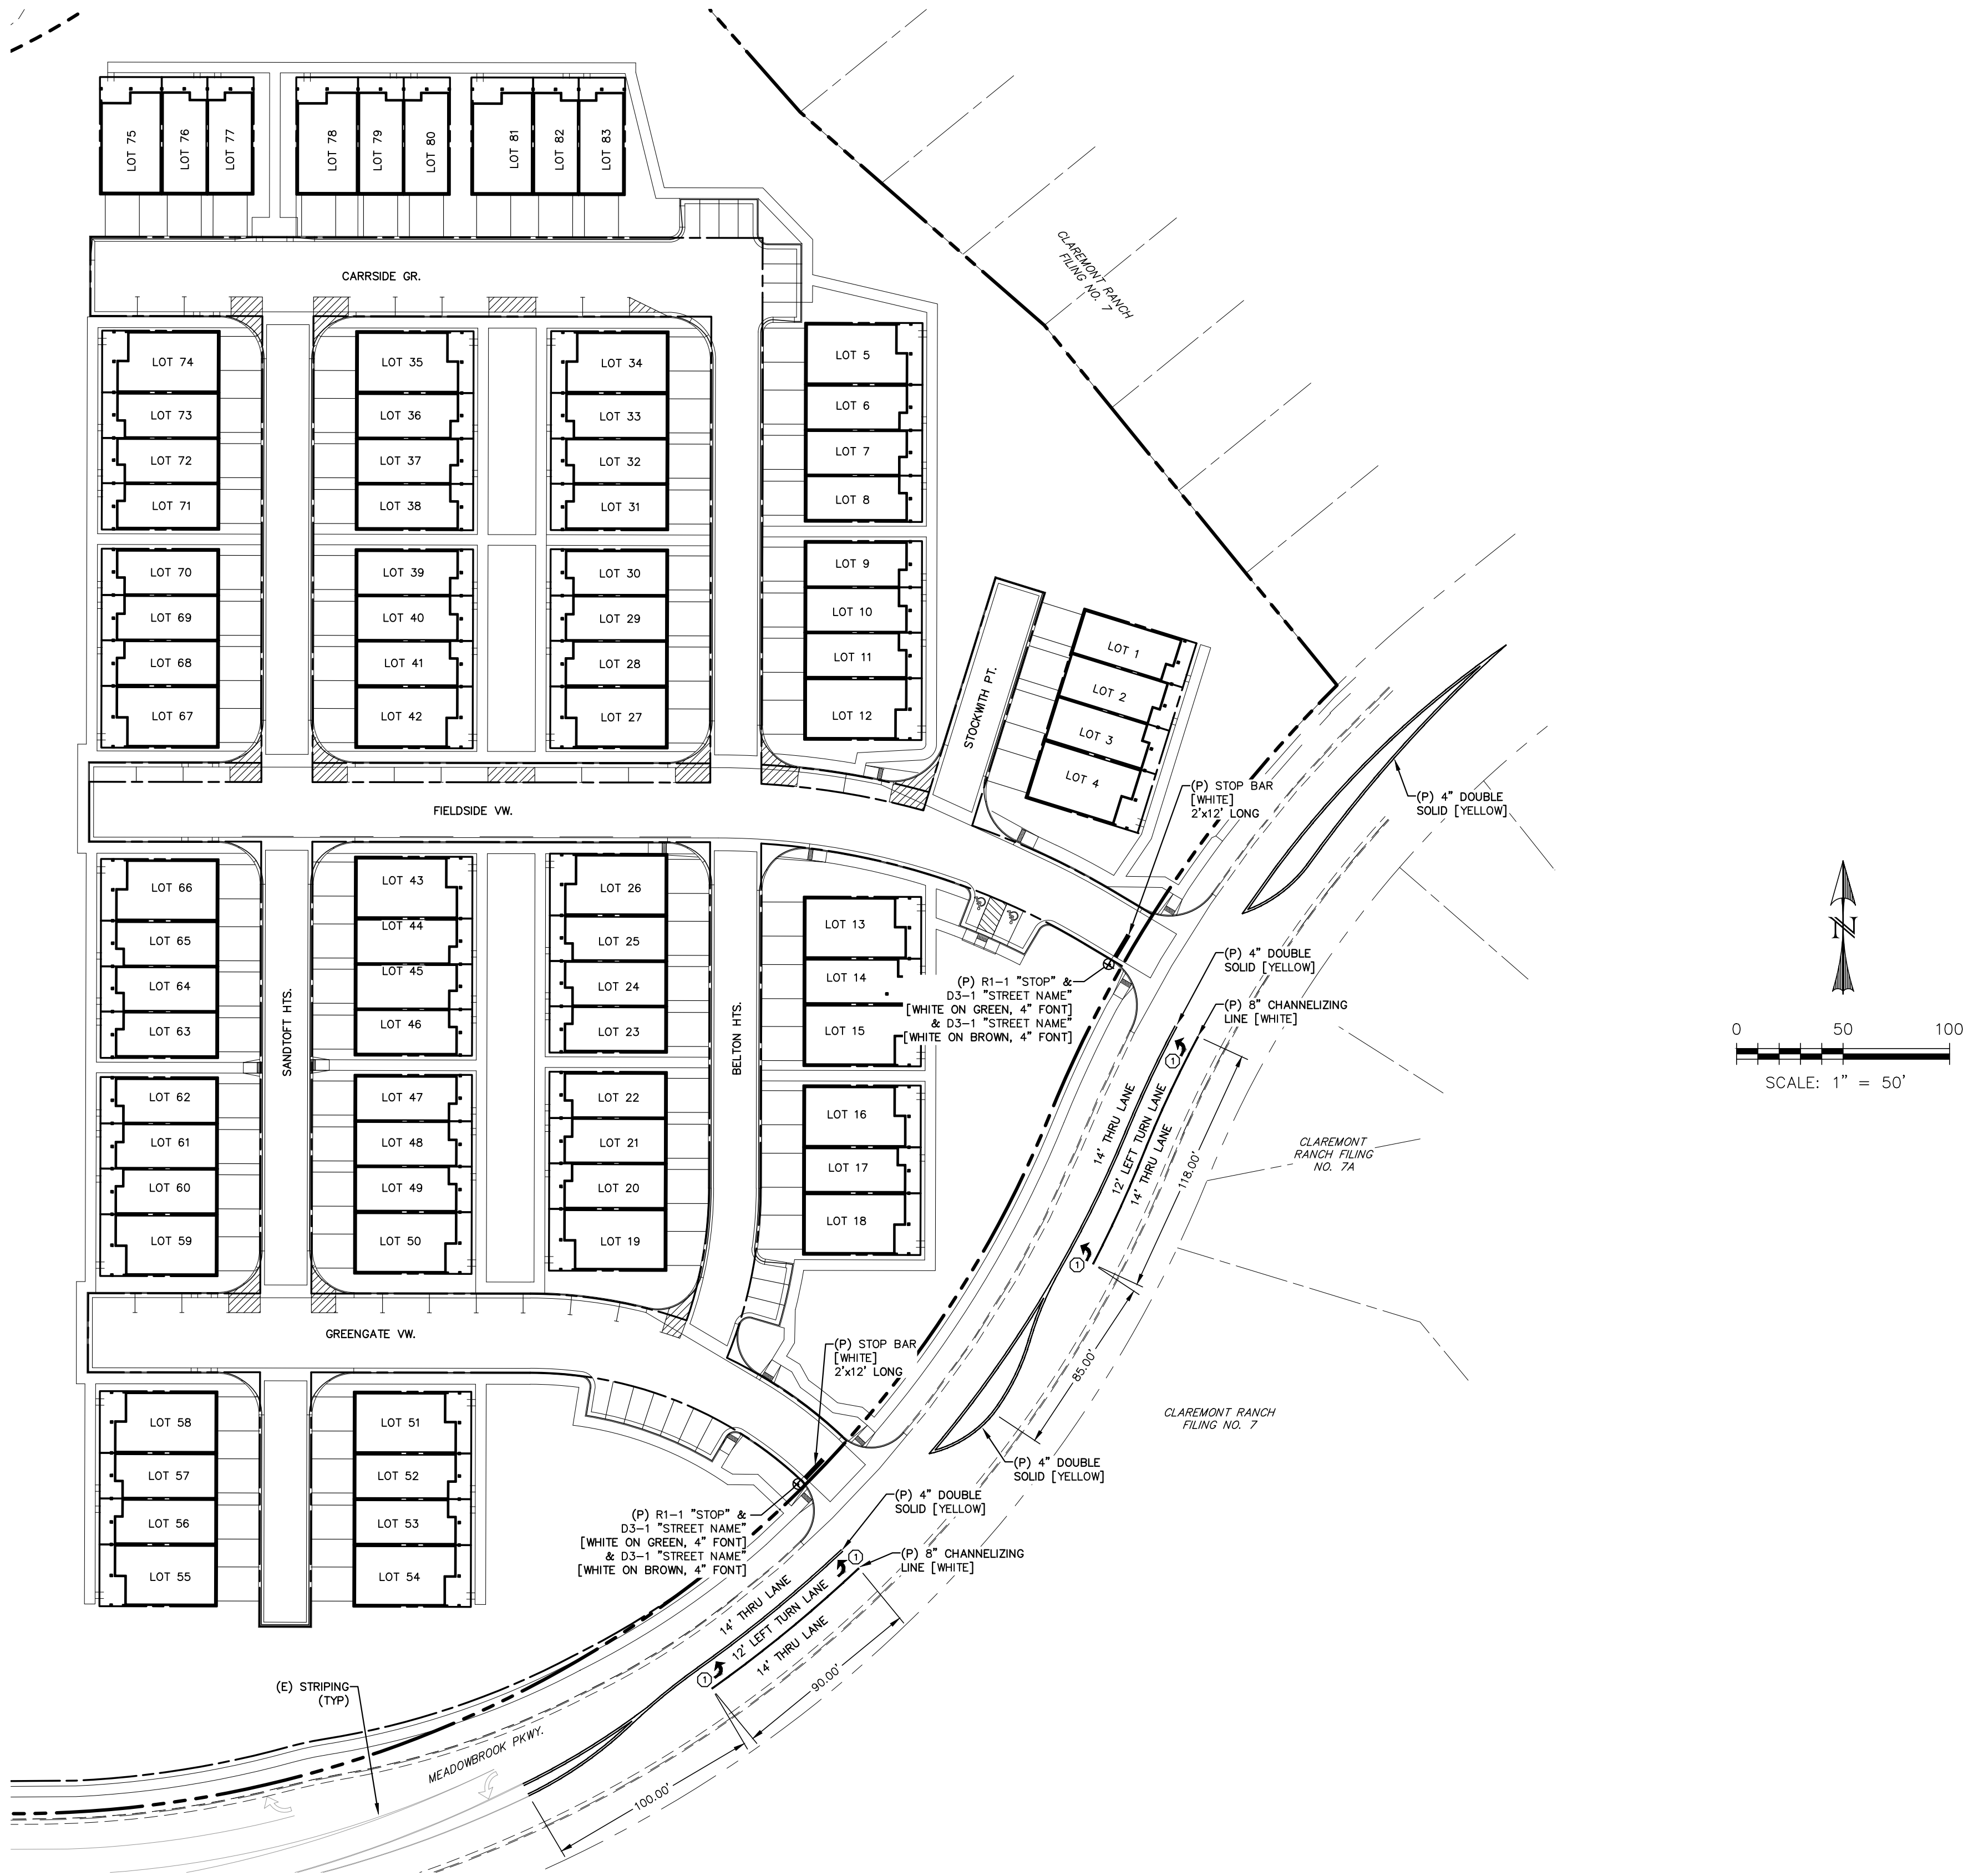 LOT 75
LOT 76
LOT 77
LOT 78
LOT 79
LOT 80
LOT 81
LOT 82
LOT 83
CARRSIDE GR.
CLAREMONT RANCH
FILING NO. 7
LOT 74
LOT 73
LOT 72
LOT 71
LOT 35
LOT 36
LOT 37
LOT 38
LOT 34
LOT 33
LOT 32
LOT 31
LOT 5
LOT 6
LOT 7
LOT 8
LOT 70
LOT 69
LOT 68
LOT 67
LOT 39
LOT 40
LOT 41
LOT 42
LOT 30
LOT 29
LOT 28
LOT 27
LOT 9
LOT 10
LOT 11
LOT 12
STOCKWITH PT.
LOT 1
LOT 2
LOT 3
LOT 4
(P) STOP BAR
[WHITE]
2'x12' LONG
(P) 4" DOUBLE
SOLID [YELLOW]
FIELDSIDE VW.
LOT 66
LOT 65
LOT 64
LOT 63
SANDTOFT HTS.
LOT 43
LOT 44
LOT 45
LOT 46
LOT 26
LOT 25
LOT 24
LOT 23
BELTON HTS.
LOT 13
LOT 14
LOT 15
(P) R1-1 "STOP" &
D3-1 "STREET NAME"
[WHITE ON GREEN, 4" FONT]
& D3-1 "STREET NAME"
[WHITE ON BROWN, 4" FONT]
(P) 4" DOUBLE
SOLID [YELLOW]
(P) 8" CHANNELIZING
LINE [WHITE]
N
0 50 100
SCALE: 1" = 50'
1
14' THRU LANE
12' LEFT TURN LANE
14' THRU LANE
118.00'
CLAREMONT
RANCH FILING
NO. 7A
1
LOT 62
LOT 61
LOT 60
LOT 59
LOT 47
LOT 48
LOT 49
LOT 50
LOT 22
LOT 21
LOT 20
LOT 19
LOT 16
LOT 17
LOT 18
GREENGATE VW.
(P) STOP BAR
[WHITE]
2'x12' LONG
85.00'
CLAREMONT RANCH
FILING NO. 7
(P) 4" DOUBLE
SOLID [YELLOW]
LOT 58
LOT 57
LOT 56
LOT 55
LOT 51
LOT 52
LOT 53
LOT 54
(P) R1-1 "STOP" &
D3-1 "STREET NAME"
[WHITE ON GREEN, 4" FONT]
& D3-1 "STREET NAME"
[WHITE ON BROWN, 4" FONT]
(P) 4" DOUBLE
SOLID [YELLOW]
(P) 8" CHANNELIZING
LINE [WHITE]
1
14' THRU LANE
12' LEFT TURN LANE
14' THRU LANE
1
90.00'
(E) STRIPING
(TYP)
MEADOWBROOK PKWY.
100.00'